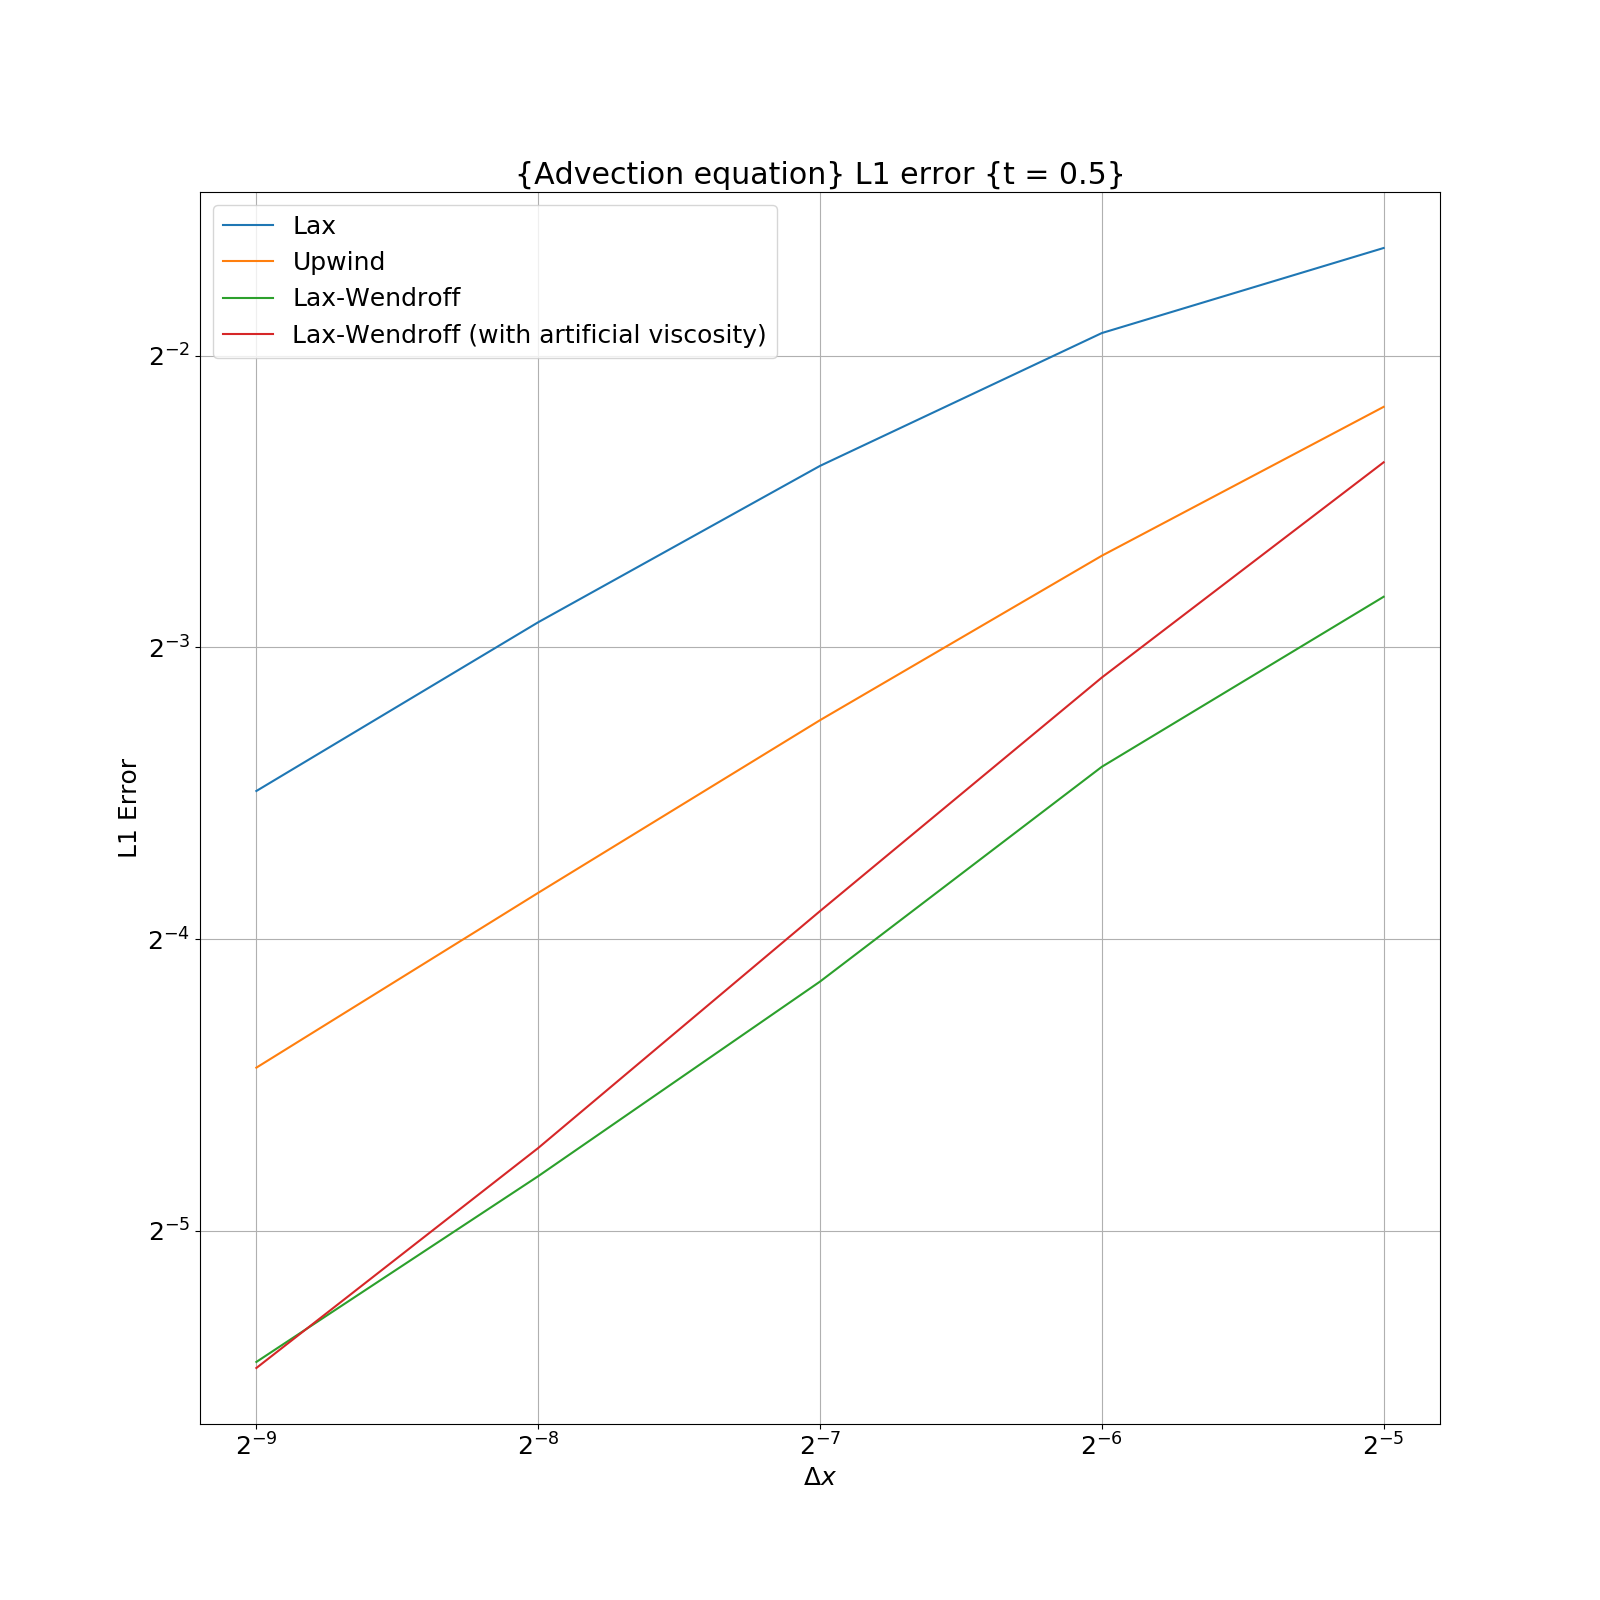 {Advection equation} L1 error {t = 0.5}
Lax
Upwind
Lax-Wendroff
Lax-Wendroff (with artificial viscosity)
2⁻²
2⁻³
2⁻⁴
2⁻⁵
L1 Error
2⁻⁹ 2⁻⁸ 2⁻⁷ 2⁻⁶ 2⁻⁵
Δx